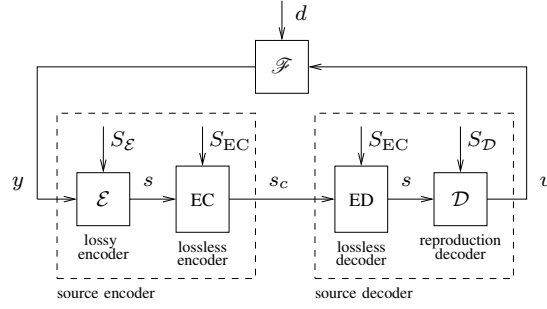 d
ℱ
S_ℰ
S_EC
S_EC
S_𝒟
y
ℰ
s
EC
s_c
ED
s
𝒟
lossy
encoder
lossless
encoder
lossless
decoder
reproduction
decoder
source encoder
source decoder